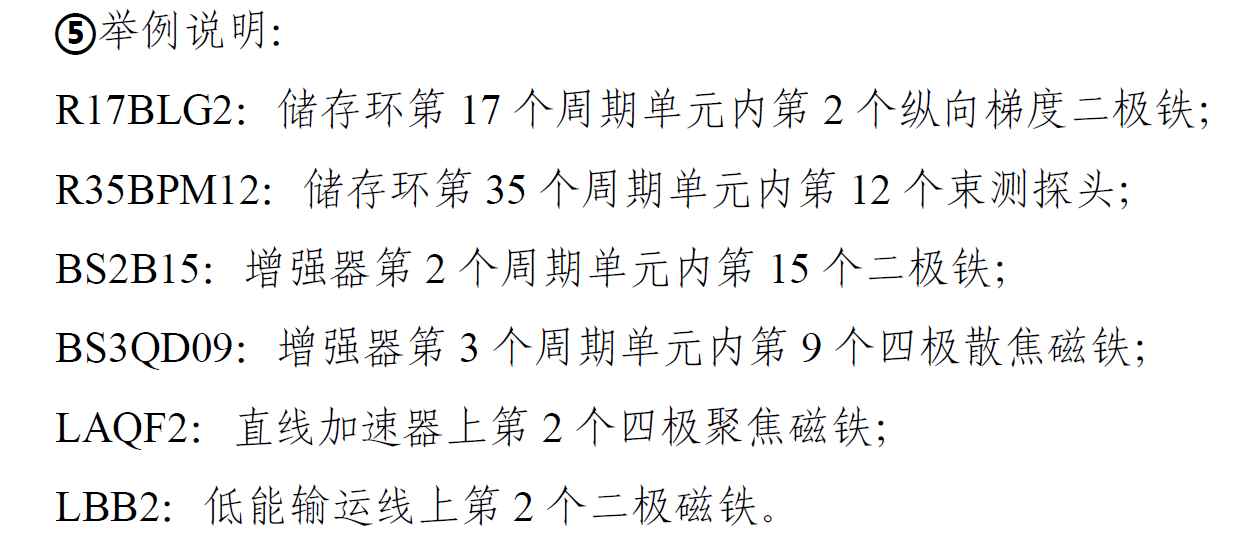 ⑤举例说明：
R17BLG2：储存环第 17 个周期单元内第 2 个纵向梯度二极铁；
R35BPM12：储存环第 35 个周期单元内第 12 个束测探头；
BS2B15：增强器第 2 个周期单元内第 15 个二极铁；
BS3QD09：增强器第 3 个周期单元内第 9 个四极散焦磁铁；
LAQF2：直线加速器上第 2 个四极聚焦磁铁；
LBB2：低能输运线上第 2 个二极磁铁。